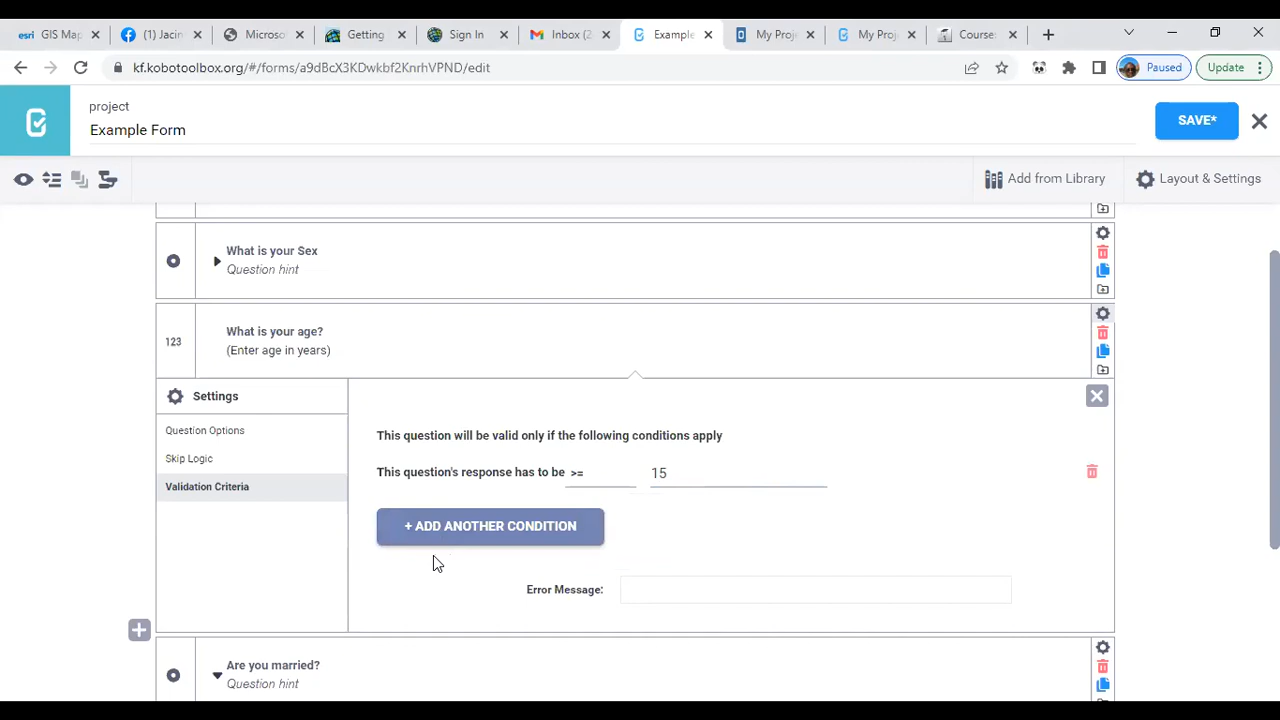 esri GIS Map
(1) Jacin
Microso
Getting
Sign In
Inbox (2
Example
My Proj
My Proj
Course
kf.kobotoolbox.org/#/forms/a9dBcX3KDwkbf2KnrhVPND/edit
Paused
Update
project
Example Form
SAVE*
Add from Library
Layout & Settings
What is your Sex
Question hint
123
What is your age?
(Enter age in years)
Settings
Question Options
Skip Logic
Validation Criteria
This question will be valid only if the following conditions apply
This question's response has to be >= 15
+ ADD ANOTHER CONDITION
Error Message:
Are you married?
Question hint